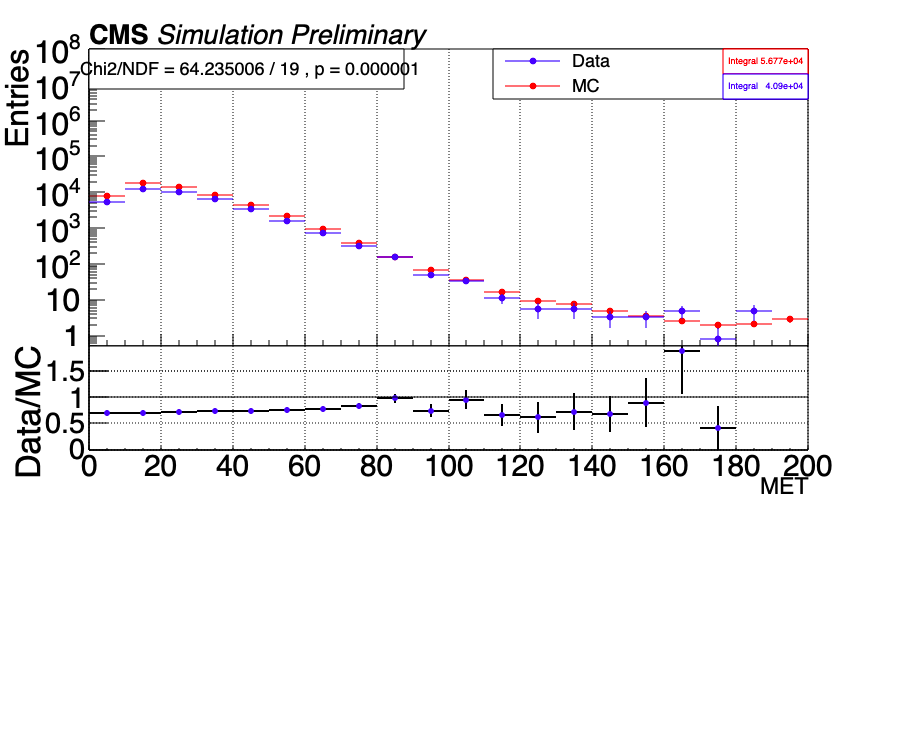 CMS Simulation Preliminary
Chi2/NDF = 64.235006 / 19 , p = 0.000001
Data
MC
Integral 5.677e+04
Integral 4.09e+04
Entries
10^8
10^7
10^6
10^5
10^4
10^3
10^2
10
1
Data/MC
1.5
1
0.5
0
0 20 40 60 80 100 120 140 160 180 200
MET